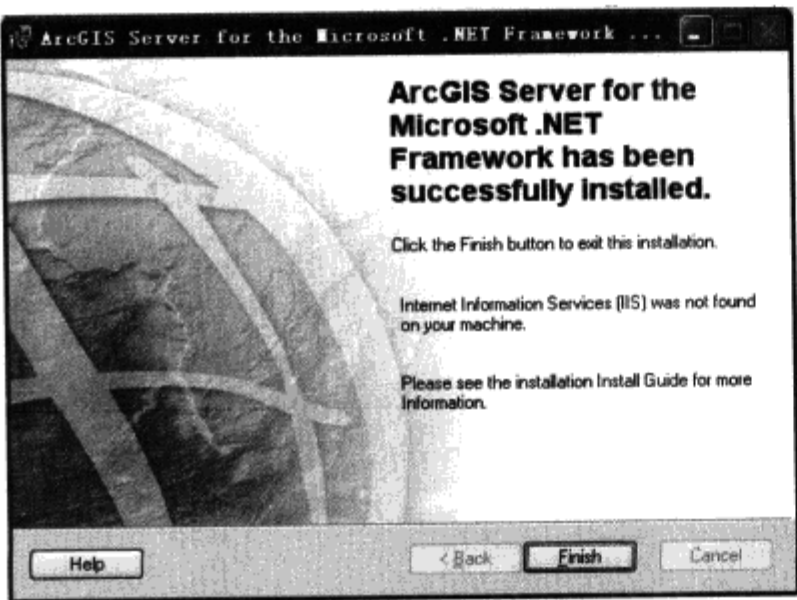 ArcGIS Server for the Microsoft .NET Framework ...
ArcGIS Server for the
Microsoft .NET
Framework has been
successfully installed.
Click the Finish button to exit this installation.
Internet Information Services (IIS) was not found
on your machine.
Please see the installation Install Guide for more
Information.
Help
< Back
Finish
Cancel